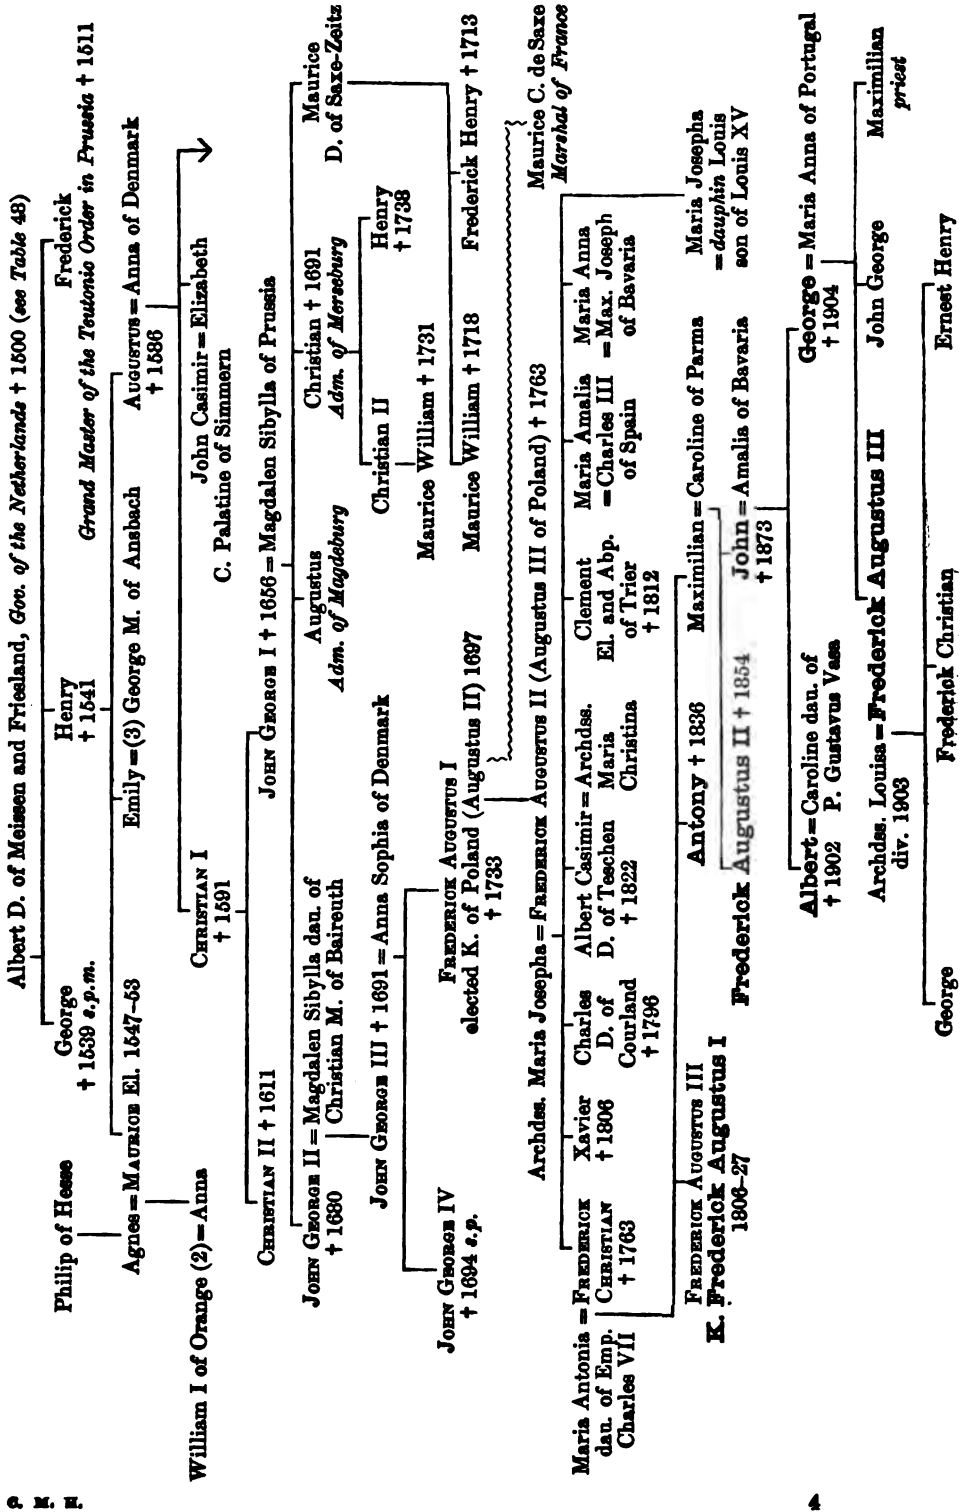 Albert D. of Meissen and Friesland, Gov. of the Netherlands † 1500 (see Table 48)
Philip of Hesse
George
† 1539 s.p.m.
Henry
† 1541
Frederick
Grand Master of the Teutonic Order in Prussia † 1511
Agnes = MAURICE El. 1547–53
Emily = (3) George M. of Ansbach
AUGUSTUS = Anna of Denmark
† 1586
William I of Orange (2) = Anna
CHRISTIAN I
† 1591
John Casimir = Elizabeth
C. Palatine of Simmern
CHRISTIAN II † 1611
JOHN GEORGE I † 1656 = Magdalen Sibylla of Prussia
JOHN GEORGE II = Magdalen Sibylla dau. of
† 1680
Christian M. of Baireuth
Augustus
Adm. of Magdeburg
Christian † 1691
Adm. of Merseburg
Maurice
D. of Saxe-Zeitz
JOHN GEORGE III † 1691 = Anna Sophia of Denmark
Christian II
Henry
† 1738
Maurice William † 1731
JOHN GEORGE IV
† 1694 s.p.
FREDERICK AUGUSTUS I
elected K. of Poland (Augustus II) 1697
† 1733
Maurice William † 1718
Frederick Henry † 1713
Archdss. Maria Josepha = FREDERICK AUGUSTUS II (Augustus III of Poland) † 1763
Maurice C. de Saxe
Marshal of France
Maria Antonia = FREDERICK
dau. of Emp.
Charles VII
CHRISTIAN
† 1763
Xavier
† 1806
Charles
D. of
Courland
† 1796
Albert Casimir = Archdss.
D. of Teschen
† 1822
Maria
Christina
Clement
El. and Abp.
of Trier
† 1812
Maria Amalia
= Charles III
of Spain
Maria Anna
= Max. Joseph
of Bavaria
Maria Josepha
= dauphin Louis
son of Louis XV
FREDERICK AUGUSTUS III
K. Frederick Augustus I
1806–27
Antony † 1836
Maximilian = Caroline of Parma
Frederick Augustus II † 1854
John = Amalia of Bavaria
† 1873
Albert = Caroline dau. of
† 1902 P. Gustavus Vasa
George = Maria Anna of Portugal
† 1904
Archdss. Louisa = Frederick Augustus III
div. 1903
John George
Maximilian
priest
George
Frederick Christian
Ernest Henry
C. M. H.
4